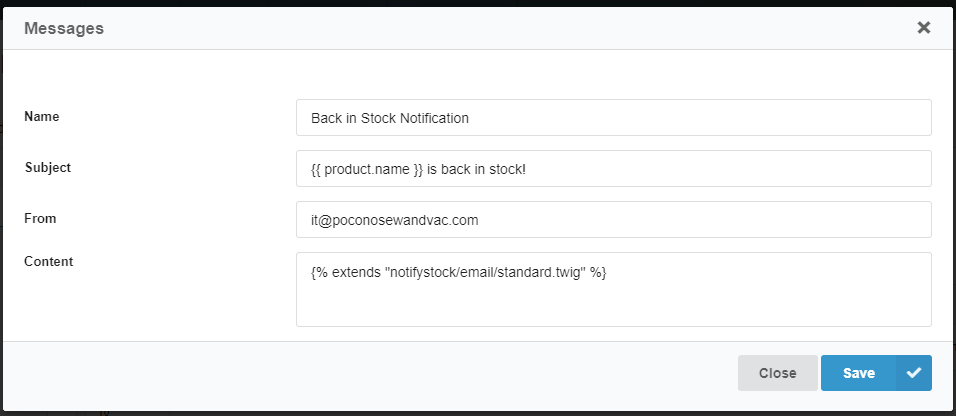 Messages
Name
Back in Stock Notification
Subject
{{ product.name }} is back in stock!
From
it@poconosewandvac.com
Content
{% extends "notifystock/email/standard.twig" %}
Close
Save